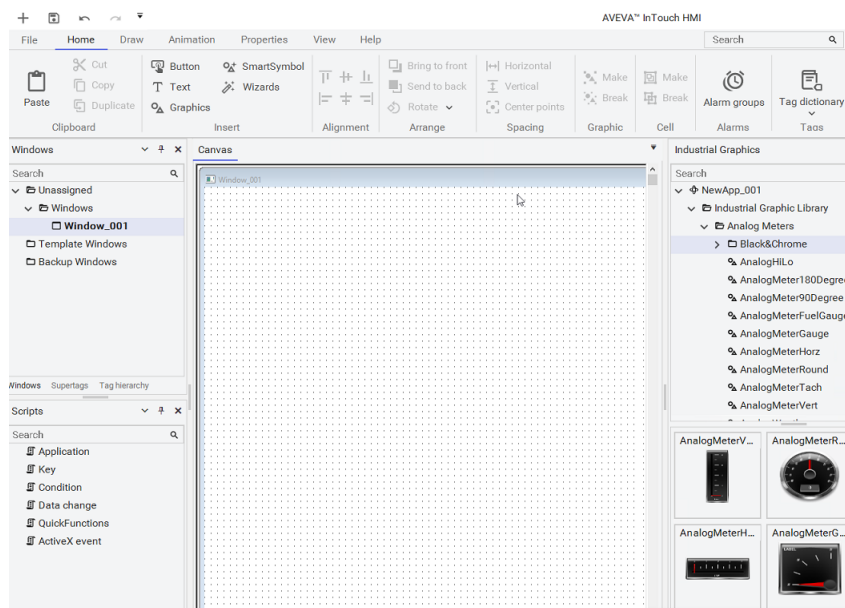 AVEVA™ InTouch HMI
File Home Draw Animation Properties View Help Search
Paste
Cut
Copy
Duplicate
Clipboard
Button
Text
Graphics
SmartSymbol
Wizards
Insert
Alignment
Bring to front
Send to back
Rotate
Arrange
Horizontal
Vertical
Center points
Spacing
Make
Break
Graphic
Make
Break
Cell
Alarm groups
Alarms
Tag dictionary
Tags
Windows
Search
Unassigned
Windows
Window_001
Template Windows
Backup Windows
Windows Supertags Tag hierarchy
Scripts
Search
Application
Key
Condition
Data change
QuickFunctions
ActiveX event
Canvas
Window_001
Industrial Graphics
Search
NewApp_001
Industrial Graphic Library
Analog Meters
Black&Chrome
AnalogHiLo
AnalogMeter180Degree
AnalogMeter90Degree
AnalogMeterFuelGauge
AnalogMeterGauge
AnalogMeterHorz
AnalogMeterRound
AnalogMeterTach
AnalogMeterVert
AnalogMeterV...
AnalogMeterR...
AnalogMeterH...
AnalogMeterG...